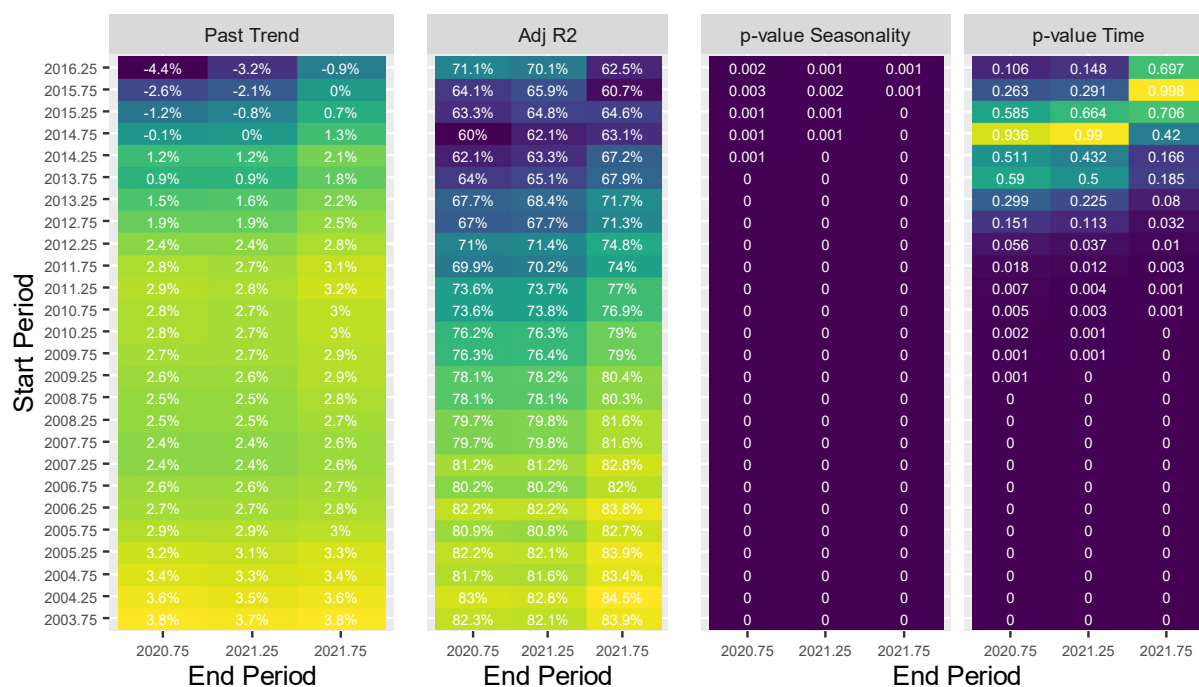 Past Trend Adj R2 p-value Seasonality p-value Time
2016.25 -4.4% -3.2% -0.9% 71.1% 70.1% 62.5% 0.002 0.001 0.001 0.106 0.148 0.697
2015.75 -2.6% -2.1% 0% 64.1% 65.9% 60.7% 0.003 0.002 0.001 0.263 0.291 0.998
2015.25 -1.2% -0.8% 0.7% 63.3% 64.8% 64.6% 0.001 0.001 0 0.585 0.664 0.706
2014.75 -0.1% 0% 1.3% 60% 62.1% 63.1% 0.001 0.001 0 0.936 0.99 0.42
2014.25 1.2% 1.2% 2.1% 62.1% 63.3% 67.2% 0.001 0 0 0.511 0.432 0.166
2013.75 0.9% 0.9% 1.8% 64% 65.1% 67.9% 0 0 0 0.59 0.5 0.185
2013.25 1.5% 1.6% 2.2% 67.7% 68.4% 71.7% 0 0 0 0.299 0.225 0.08
2012.75 1.9% 1.9% 2.5% 67% 67.7% 71.3% 0 0 0 0.151 0.113 0.032
2012.25 2.4% 2.4% 2.8% 71% 71.4% 74.8% 0 0 0 0.056 0.037 0.01
2011.75 2.8% 2.7% 3.1% 69.9% 70.2% 74% 0 0 0 0.018 0.012 0.003
2011.25 2.9% 2.8% 3.2% 73.6% 73.7% 77% 0 0 0 0.007 0.004 0.001
2010.75 2.8% 2.7% 3% 73.6% 73.8% 76.9% 0 0 0 0.005 0.003 0.001
2010.25 2.8% 2.7% 3% 76.2% 76.3% 79% 0 0 0 0.002 0.001 0
2009.75 2.7% 2.7% 2.9% 76.3% 76.4% 79% 0 0 0 0.001 0.001 0
2009.25 2.6% 2.6% 2.9% 78.1% 78.2% 80.4% 0 0 0 0.001 0 0
2008.75 2.5% 2.5% 2.8% 78.1% 78.1% 80.3% 0 0 0 0 0 0
2008.25 2.5% 2.5% 2.7% 79.7% 79.8% 81.6% 0 0 0 0 0 0
2007.75 2.4% 2.4% 2.6% 79.7% 79.8% 81.6% 0 0 0 0 0 0
2007.25 2.4% 2.4% 2.6% 81.2% 81.2% 82.8% 0 0 0 0 0 0
2006.75 2.6% 2.6% 2.7% 80.2% 80.2% 82% 0 0 0 0 0 0
2006.25 2.7% 2.7% 2.8% 82.2% 82.2% 83.8% 0 0 0 0 0 0
2005.75 2.9% 2.9% 3% 80.9% 80.8% 82.7% 0 0 0 0 0 0
2005.25 3.2% 3.1% 3.3% 82.2% 82.1% 83.9% 0 0 0 0 0 0
2004.75 3.4% 3.3% 3.4% 81.7% 81.6% 83.4% 0 0 0 0 0 0
2004.25 3.6% 3.5% 3.6% 83% 82.8% 84.5% 0 0 0 0 0 0
2003.75 3.8% 3.7% 3.8% 82.3% 82.1% 83.9% 0 0 0 0 0 0
2020.75 2021.25 2021.75 2020.75 2021.25 2021.75 2020.75 2021.25 2021.75 2020.75 2021.25 2021.75
End Period End Period End Period
Start Period